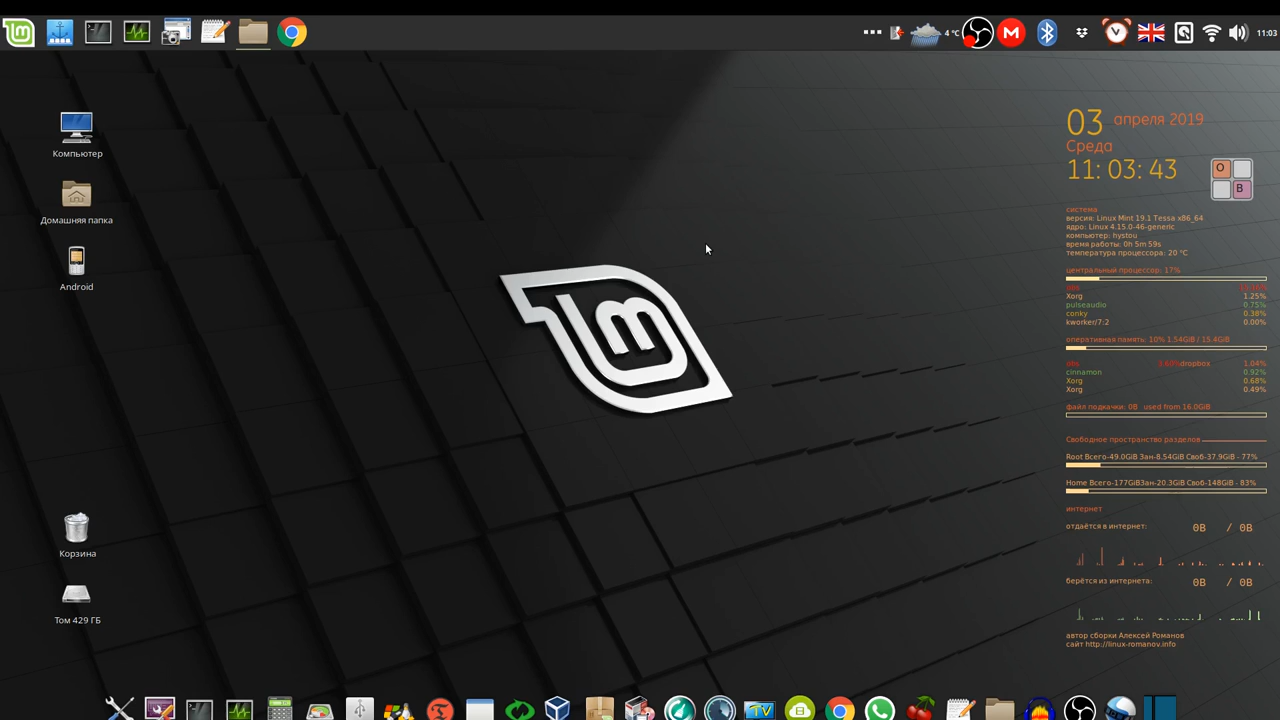 4 °C
11:03
Компьютер
Домашняя папка
Android
Корзина
Том 429 ГБ
03 апреля 2019
Среда
11: 03: 43
O
B
система
версия: Linux Mint 19.1 Tessa x86_64
ядро: Linux 4.15.0-46-generic
компьютер: hystou
время работы: 0h 5m 59s
температура процессора: 20 °C
центральный процессор: 17%
obs
Xorg 1.25%
pulseaudio 0.75%
conky 0.38%
kworker/7:2 0.00%
оперативная память: 10% 1.54GiB / 15.4GiB
obs dropbox 1.04%
cinnamon 0.92%
Xorg 0.68%
Xorg 0.49%
файл подкачки: 0B used from 16.0GiB
Свободное пространство разделов
Root Всего-49.0GiB Зан-8.54GiB Своб-37.9GiB - 77%
Home Всего-177GiBЗан-20.3GiB Своб-148GiB - 83%
интернет
отдаётся в интернет: 0B / 0B
берётся из интернета: 0B / 0B
автор сборки Алексей Романов
сайт http://linux-romanov.info
TV